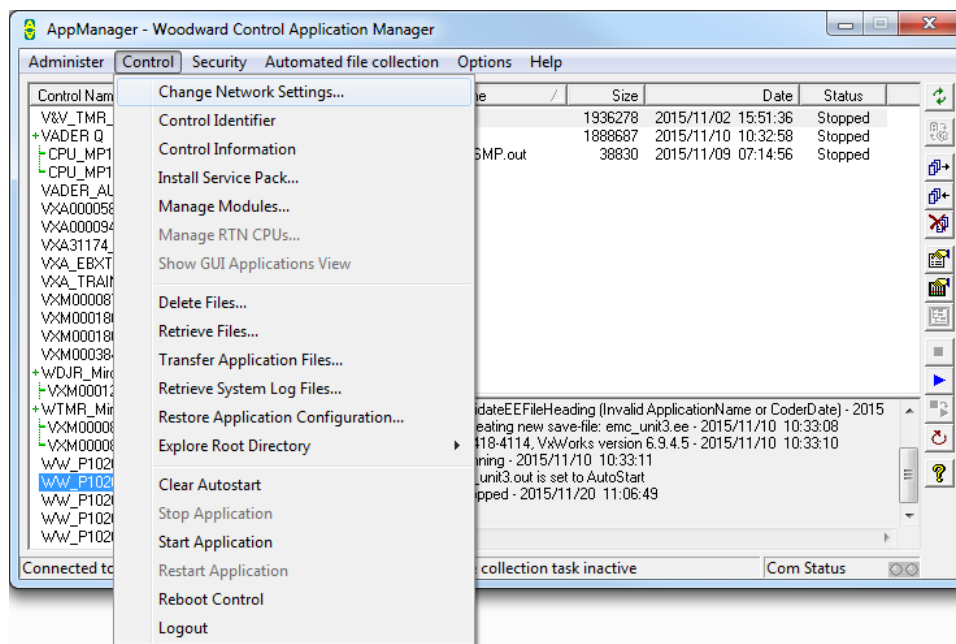 AppManager - Woodward Control Application Manager
Administer Control Security Automated file collection Options Help
Control Nam
Size Date Status
V&V_TMR_ 1936278 2015/11/02 15:51:36 Stopped
+VADER Q 1888687 2015/11/10 10:32:58 Stopped
CPU_MP1 SMP.out 38830 2015/11/09 07:14:56 Stopped
CPU_MP1
VADER_AU
VXA000058
VXA000094
VXA31174_
VXA_EBXT
VXA_TRAIN
VXM000087
VXM000180
VXM000180
VXM000384
+WDJR_Miro
VXM00012
+WTMR_Mir
VXM00008
VXM00008
WW_P102
WW_P102
WW_P102
WW_P102
WW_P102
Change Network Settings...
Control Identifier
Control Information
Install Service Pack...
Manage Modules...
Manage RTN CPUs...
Show GUI Applications View
Delete Files...
Retrieve Files...
Transfer Application Files...
Retrieve System Log Files...
Restore Application Configuration...
Explore Root Directory
Clear Autostart
Stop Application
Start Application
Restart Application
Reboot Control
Logout
idateEEFileHeading (Invalid ApplicationName or CoderDate) - 2015
eating new save-file: emc_unit3.ee - 2015/11/10 10:33:08
418-4114, VxWorks version 6.9.4.5 - 2015/11/10 10:33:10
nning - 2015/11/10 10:33:11
_unit3.out is set to AutoStart
pped - 2015/11/20 11:06:49
Connected to collection task inactive Com Status